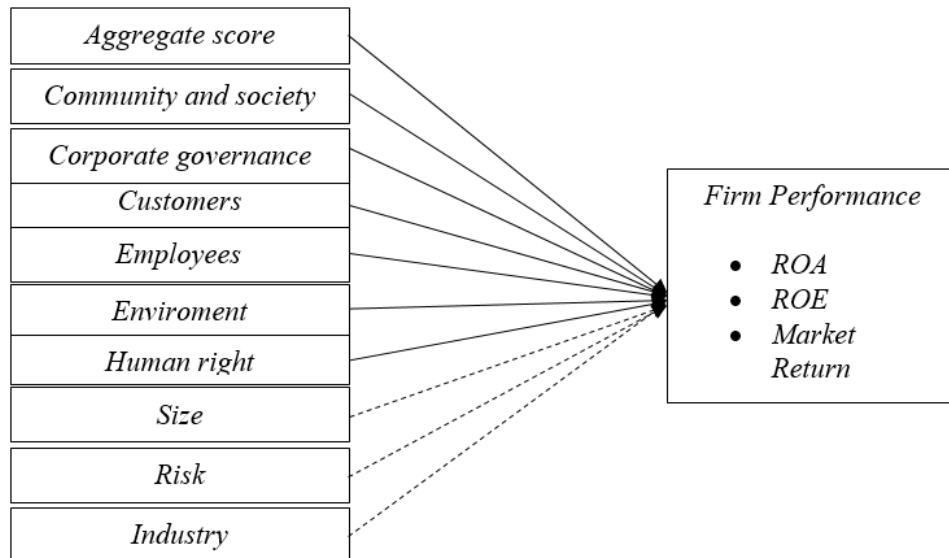 Aggregate score
Community and society
Corporate governance
Customers
Employees
Enviroment
Human right
Size
Risk
Industry
Firm Performance
● ROA
● ROE
● Market
Return